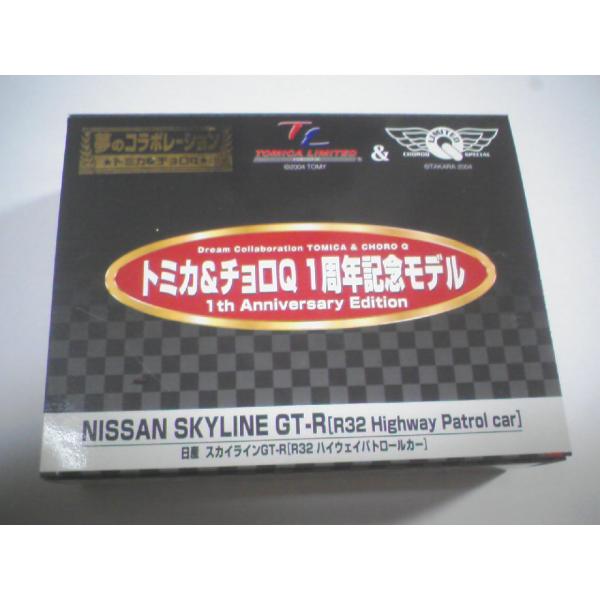 夢のコラボレーション
★トミカ&チョロQ★
TL
TOMICA LIMITED
©2004 TOMY
&
LIMITED
Q
CHOROQ SPECIAL
©TAKARA 2004
Dream Collaboration TOMICA & CHORO Q
トミカ&チョロQ 1周年記念モデル
1th Anniversary Edition
NISSAN SKYLINE GT-R[R32 Highway Patrol car]
日産 スカイラインGT-R[R32 ハイウェイパトロールカー]